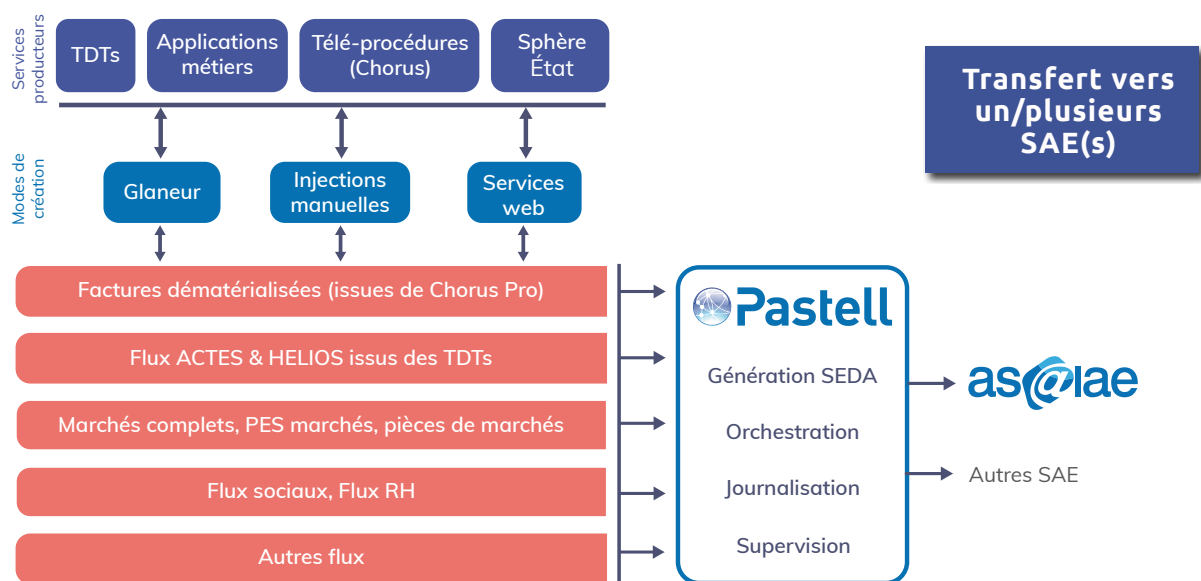 Services
producteurs
TDTs
Applications
métiers
Télé-procédures
(Chorus)
Sphère
État
Transfert vers
un/plusieurs
SAE(s)
Modes de
création
Glaneur
Injections
manuelles
Services
web
Factures dématérialisées (issues de Chorus Pro)
Flux ACTES & HELIOS issus des TDTs
Marchés complets, PES marchés, pièces de marchés
Flux sociaux, Flux RH
Autres flux
Pastell
Génération SEDA
Orchestration
Journalisation
Supervision
as@lae
Autres SAE